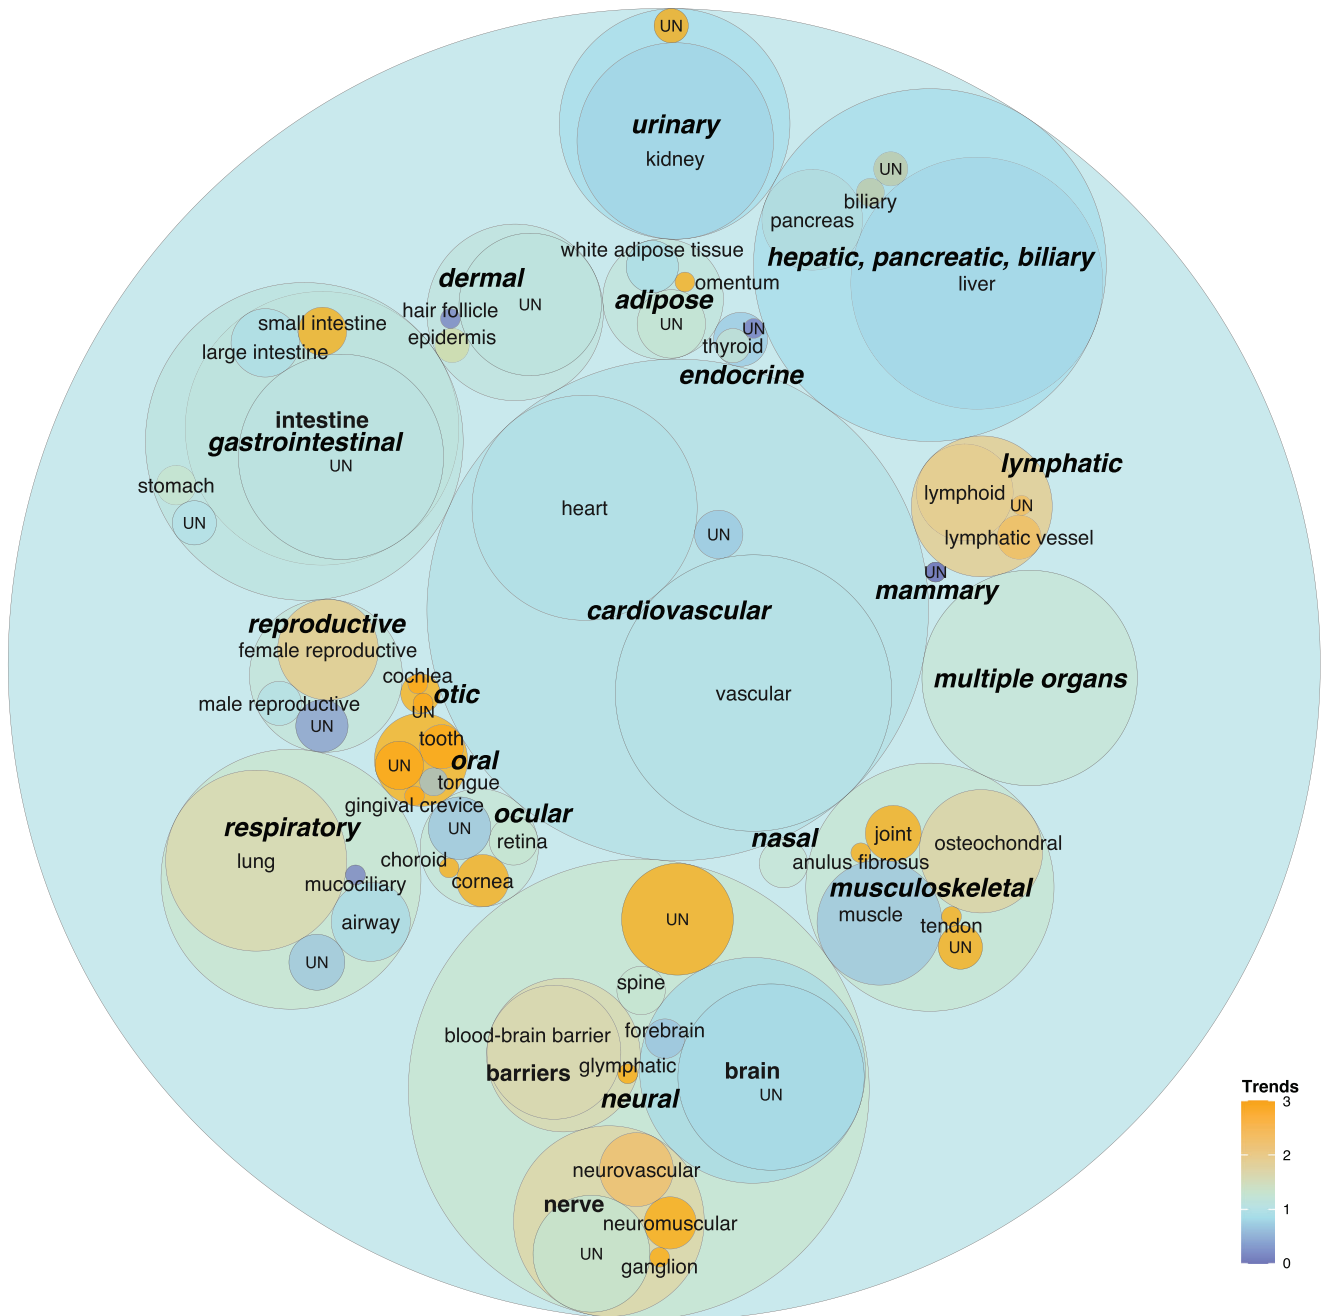 UN
urinary
kidney
UN
biliary
pancreas
hepatic, pancreatic, biliary
liver
white adipose tissue
omentum
adipose
UN
dermal
UN
hair follicle
epidermis
UN
thyroid
endocrine
small intestine
large intestine
intestine
gastrointestinal
UN
stomach
UN
heart
UN
cardiovascular
vascular
lymphatic
lymphoid
UN
lymphatic vessel
UN
mammary
multiple organs
reproductive
female reproductive
male reproductive
UN
cochlea
otic
UN
tooth
oral
UN
tongue
gingival crevice
ocular
UN
retina
choroid
cornea
respiratory
lung
mucociliary
airway
UN
nasal
joint
anulus fibrosus
osteochondral
musculoskeletal
muscle
tendon
UN
UN
spine
blood-brain barrier
forebrain
glymphatic
barriers
brain
UN
neural
neurovascular
nerve
neuromuscular
UN
ganglion
Trends
3
2
1
0